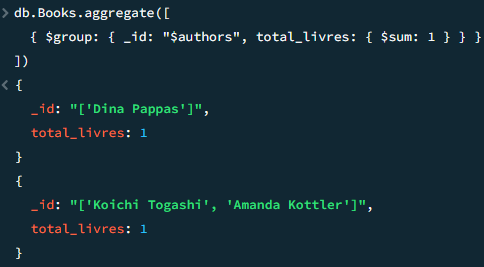 > db.Books.aggregate([
{ $group: { _id: "$authors", total_livres: { $sum: 1 } } }
])
< {
_id: "['Dina Pappas']",
total_livres: 1
}
{
_id: "['Koichi Togashi', 'Amanda Kottler']",
total_livres: 1
}